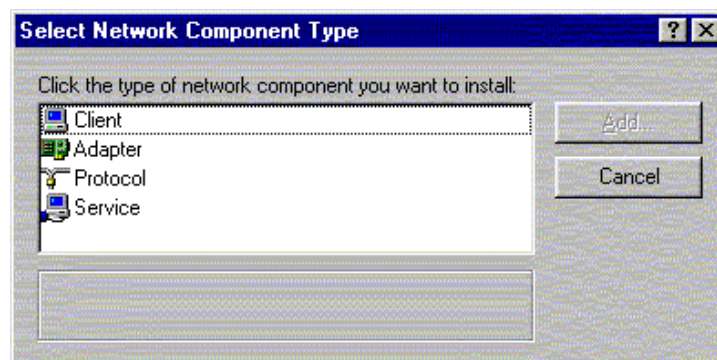 Select Network Component Type
Click the type of network component you want to install:
Client
Add...
Adapter
Protocol
Cancel
Service